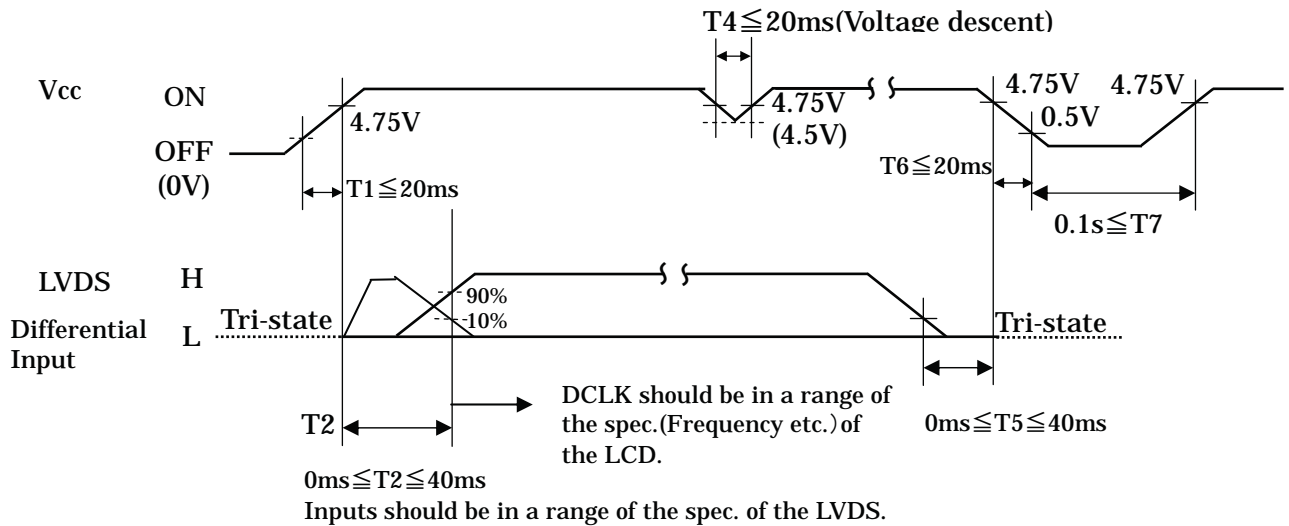 T4≦20ms(Voltage descent)
Vcc
ON
4.75V
4.75V
(4.5V)
4.75V
4.75V
0.5V
OFF
(0V)
T1≦20ms
T6≦20ms
0.1s≦T7
LVDS
H
90%
10%
Differential
Input
L
Tri-state
Tri-state
T2
DCLK should be in a range of
the spec.(Frequency etc.)of
the LCD.
0ms≦T5≦40ms
0ms≦T2≦40ms
Inputs should be in a range of the spec. of the LVDS.